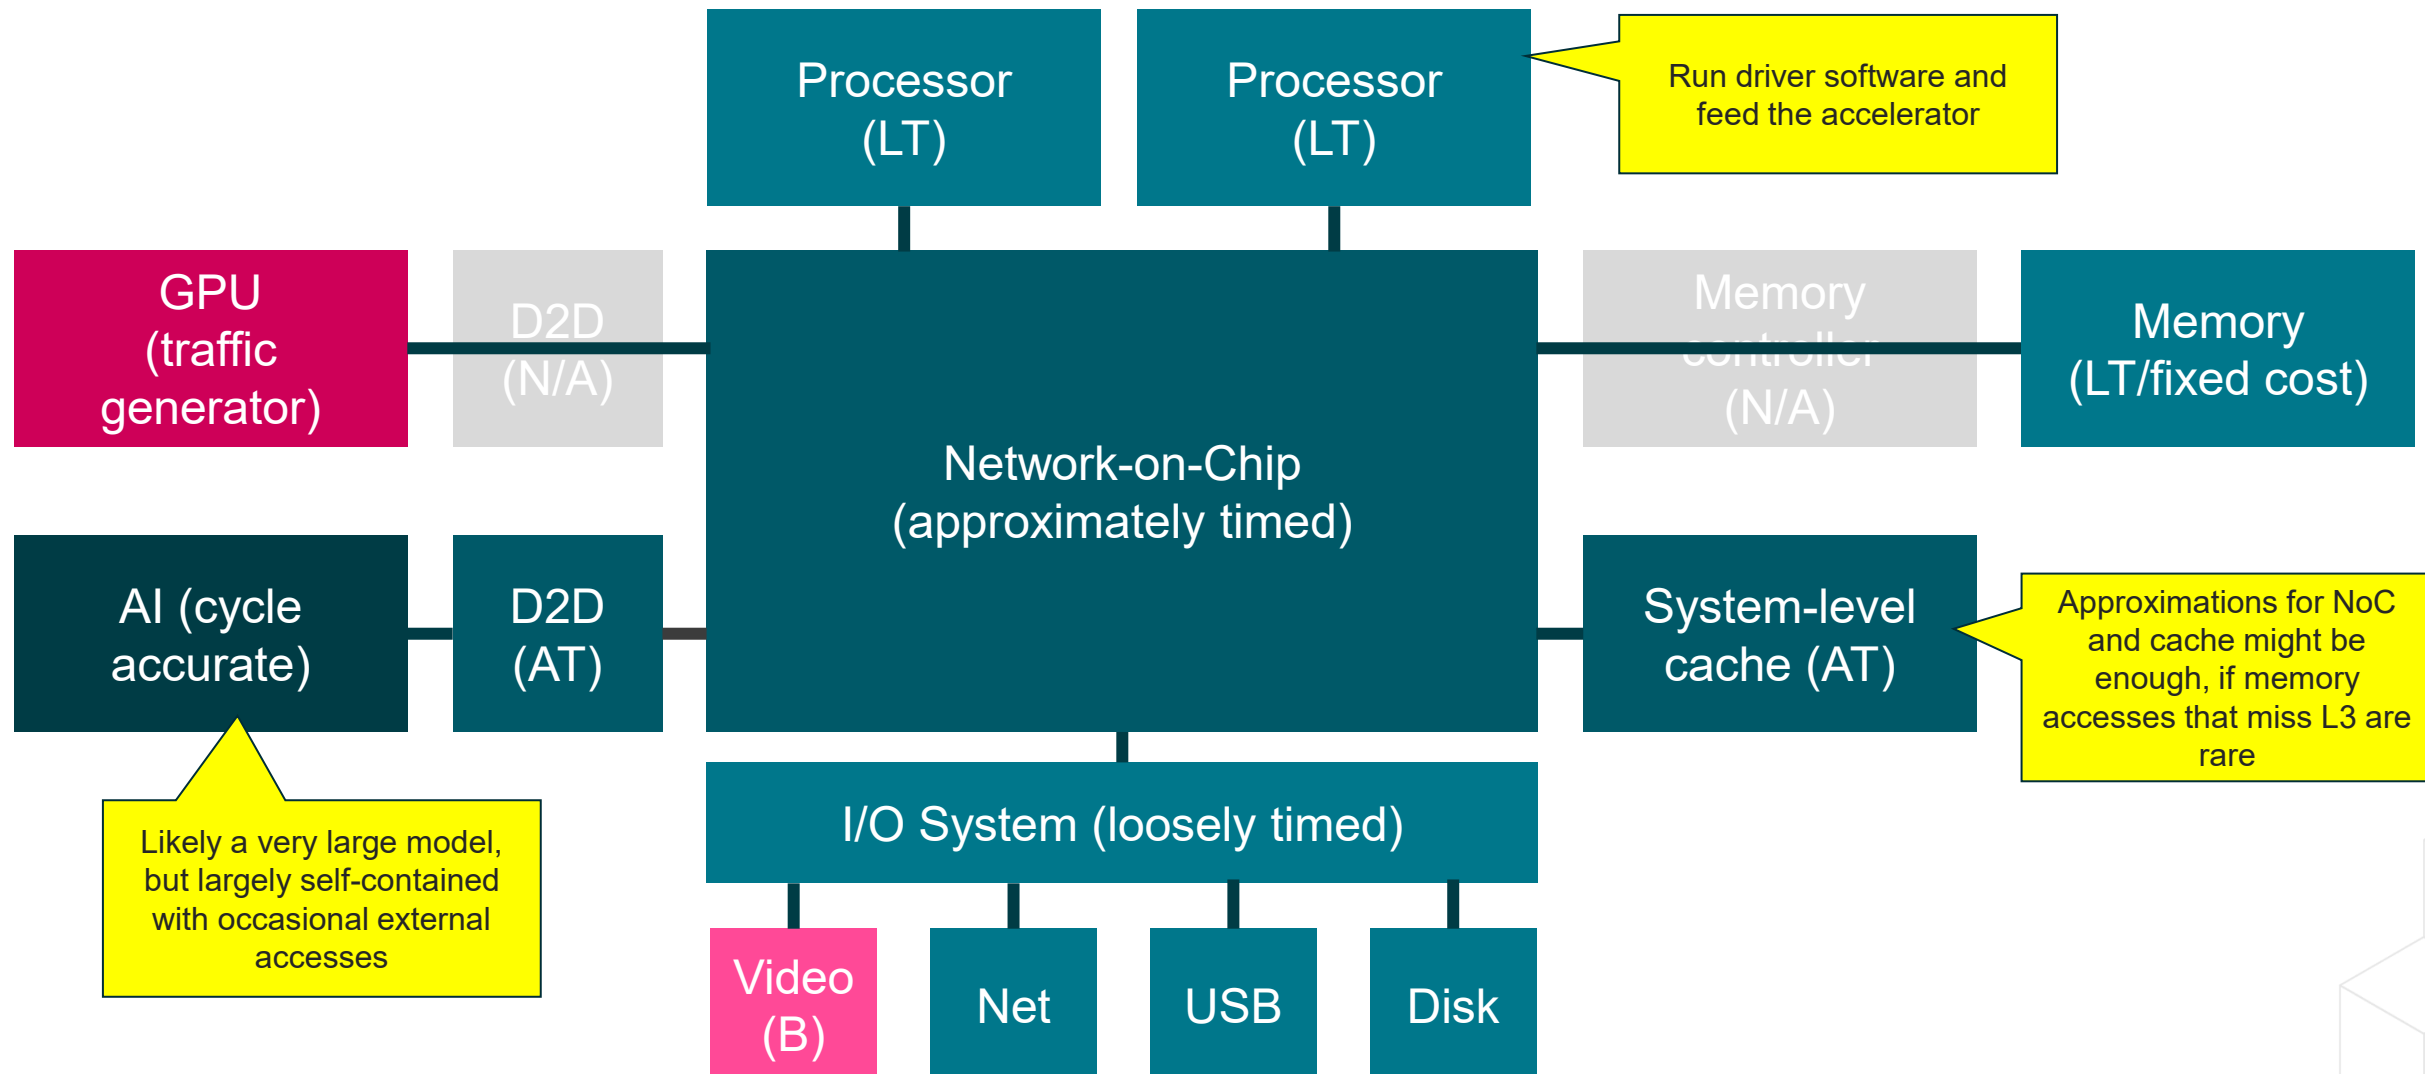 Processor
(LT)
Processor
(LT)
Run driver software and
feed the accelerator
GPU
(traffic
generator)
D2D
(N/A)
Network-on-Chip
(approximately timed)
Memory
controller
(N/A)
Memory
(LT/fixed cost)
AI (cycle
accurate)
D2D
(AT)
System-level
cache (AT)
Approximations for NoC
and cache might be
enough, if memory
accesses that miss L3 are
rare
Likely a very large model,
but largely self-contained
with occasional external
accesses
I/O System (loosely timed)
Video
(B)
Net
USB
Disk